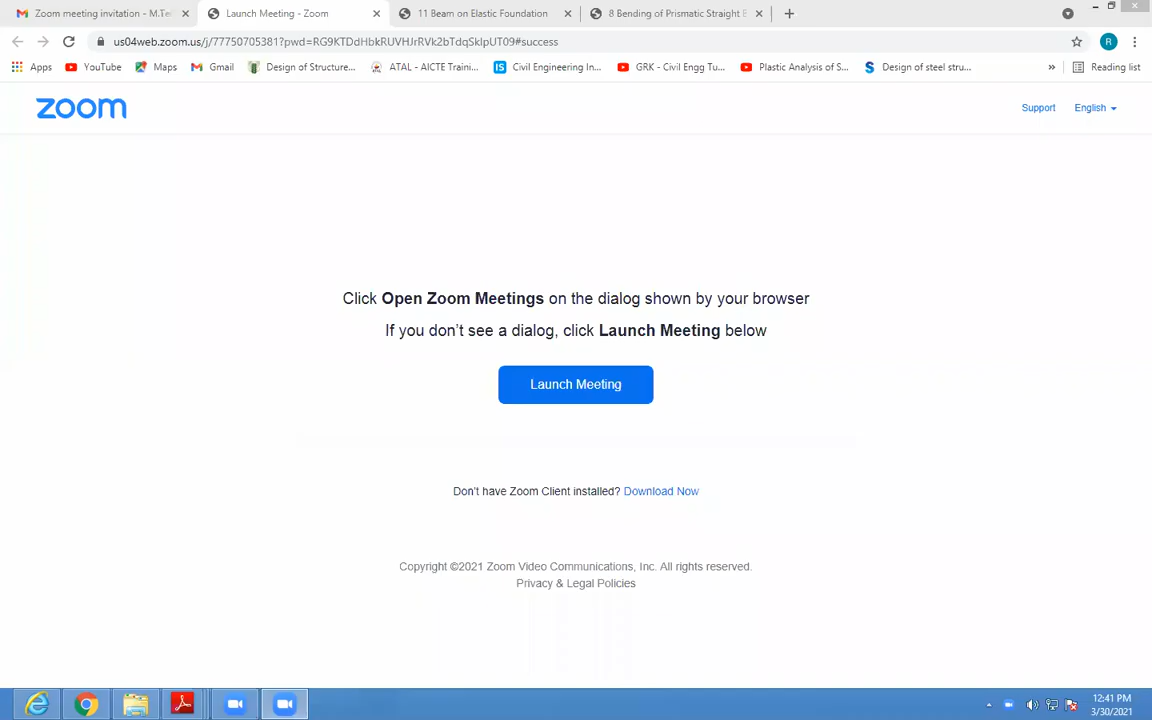 Zoom meeting invitation - M.Te
Launch Meeting - Zoom
11 Beam on Elastic Foundation
8 Bending of Prismatic Straight B
us04web.zoom.us/j/77750705381?pwd=RG9KTDdHbkRUVHJrRVk2bTdqSklpUT09#success
R
Apps
YouTube
Maps
Gmail
Design of Structure...
ATAL - AICTE Traini...
Civil Engineering In...
GRK - Civil Engg Tu...
Plastic Analysis of S...
Design of steel stru...
»
Reading list
zoom
Support
English
Click Open Zoom Meetings on the dialog shown by your browser
If you don't see a dialog, click Launch Meeting below
Launch Meeting
Don't have Zoom Client installed? Download Now
Copyright ©2021 Zoom Video Communications, Inc. All rights reserved.
Privacy & Legal Policies
12:41 PM
3/30/2021